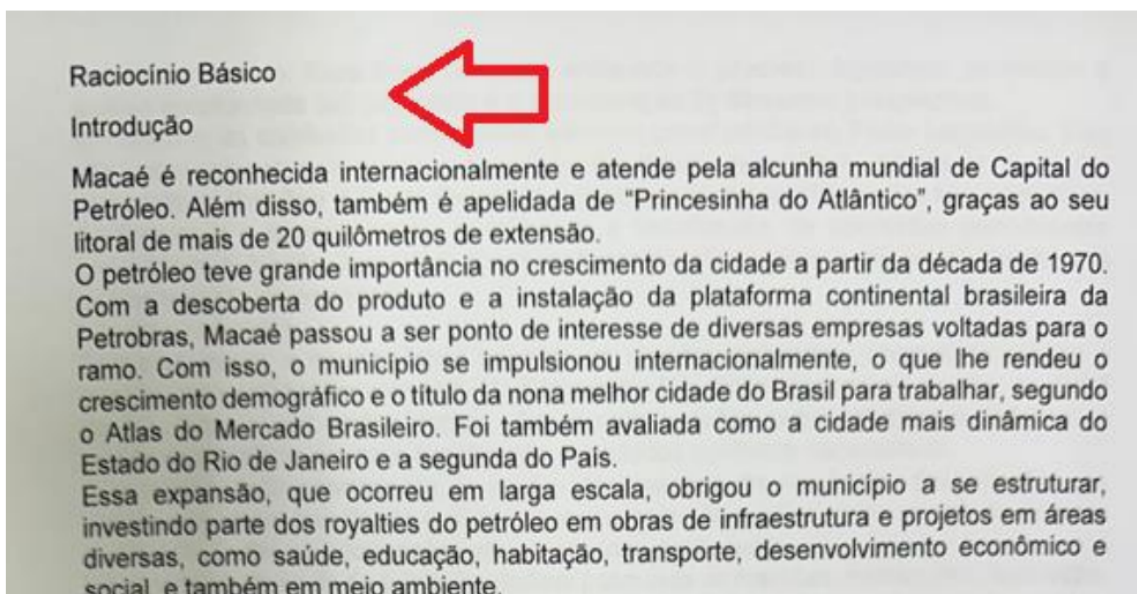 Raciocínio Básico
Introdução
Macaé é reconhecida internacionalmente e atende pela alcunha mundial de Capital do
Petróleo. Além disso, também é apelidada de “Princesinha do Atlântico”, graças ao seu
litoral de mais de 20 quilômetros de extensão.
O petróleo teve grande importância no crescimento da cidade a partir da década de 1970.
Com a descoberta do produto e a instalação da plataforma continental brasileira da
Petrobras, Macaé passou a ser ponto de interesse de diversas empresas voltadas para o
ramo. Com isso, o município se impulsionou internacionalmente, o que lhe rendeu o
crescimento demográfico e o título da nona melhor cidade do Brasil para trabalhar, segundo
o Atlas do Mercado Brasileiro. Foi também avaliada como a cidade mais dinâmica do
Estado do Rio de Janeiro e a segunda do País.
Essa expansão, que ocorreu em larga escala, obrigou o município a se estruturar,
investindo parte dos royalties do petróleo em obras de infraestrutura e projetos em áreas
diversas, como saúde, educação, habitação, transporte, desenvolvimento econômico e
social, e também em meio ambiente.